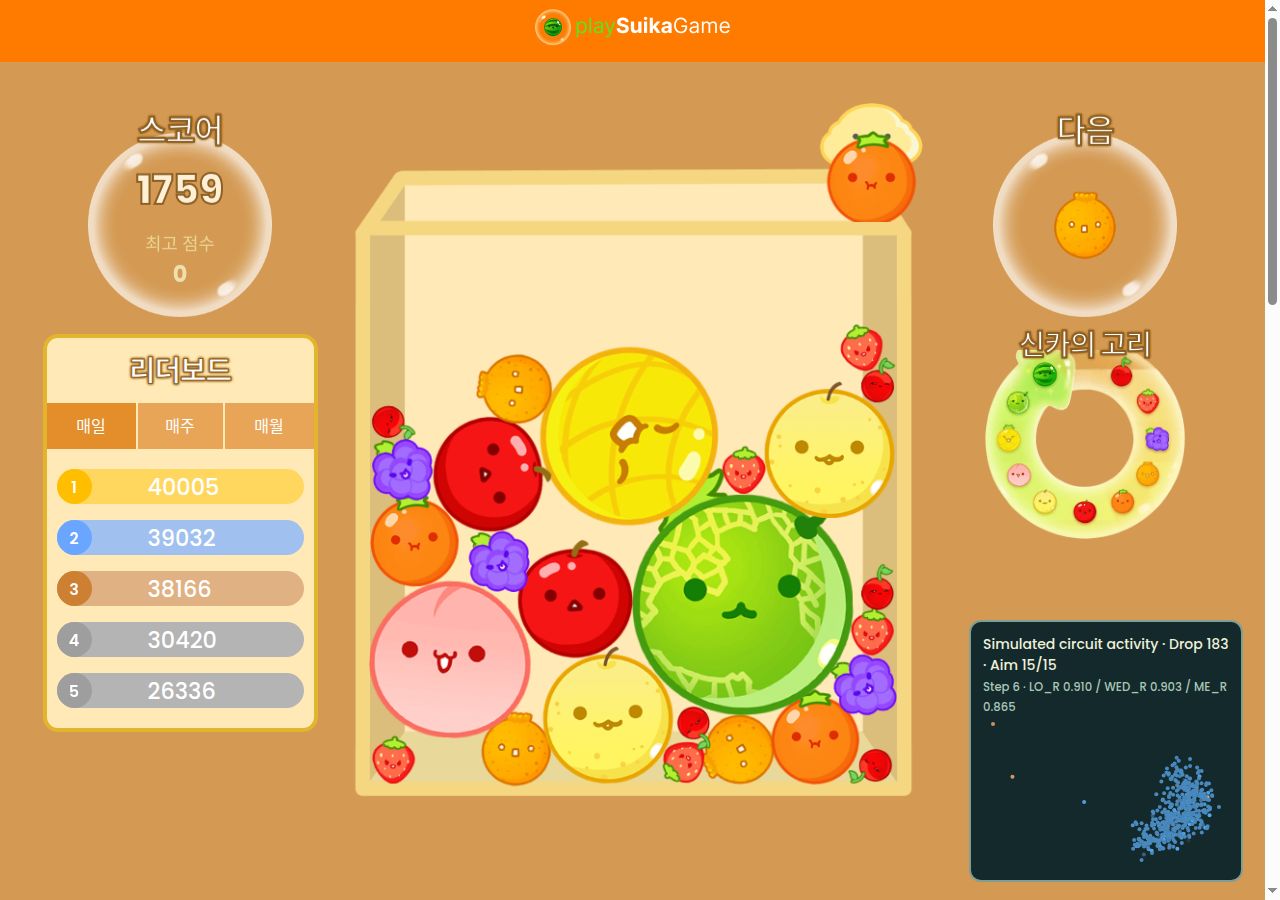 playSuikaGame
스코어
1759
최고 점수
0
다음
신카의 고리
리더보드
매일 매주 매월
1 40005
2 39032
3 38166
4 30420
5 26336
Simulated circuit activity · Drop 183
· Aim 15/15
Step 6 · LO_R 0.910 / WED_R 0.903 / ME_R
0.865